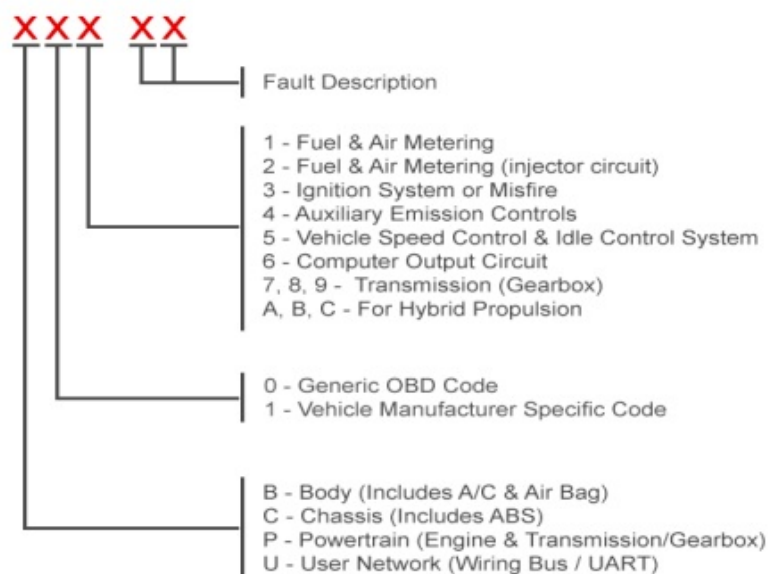 X X X X X
Fault Description
1 - Fuel & Air Metering
2 - Fuel & Air Metering (injector circuit)
3 - Ignition System or Misfire
4 - Auxiliary Emission Controls
5 - Vehicle Speed Control & Idle Control System
6 - Computer Output Circuit
7, 8, 9 -  Transmission (Gearbox)
A, B, C - For Hybrid Propulsion
0 - Generic OBD Code
1 - Vehicle Manufacturer Specific Code
B - Body (Includes A/C & Air Bag)
C - Chassis (Includes ABS)
P - Powertrain (Engine & Transmission/Gearbox)
U - User Network (Wiring Bus / UART)